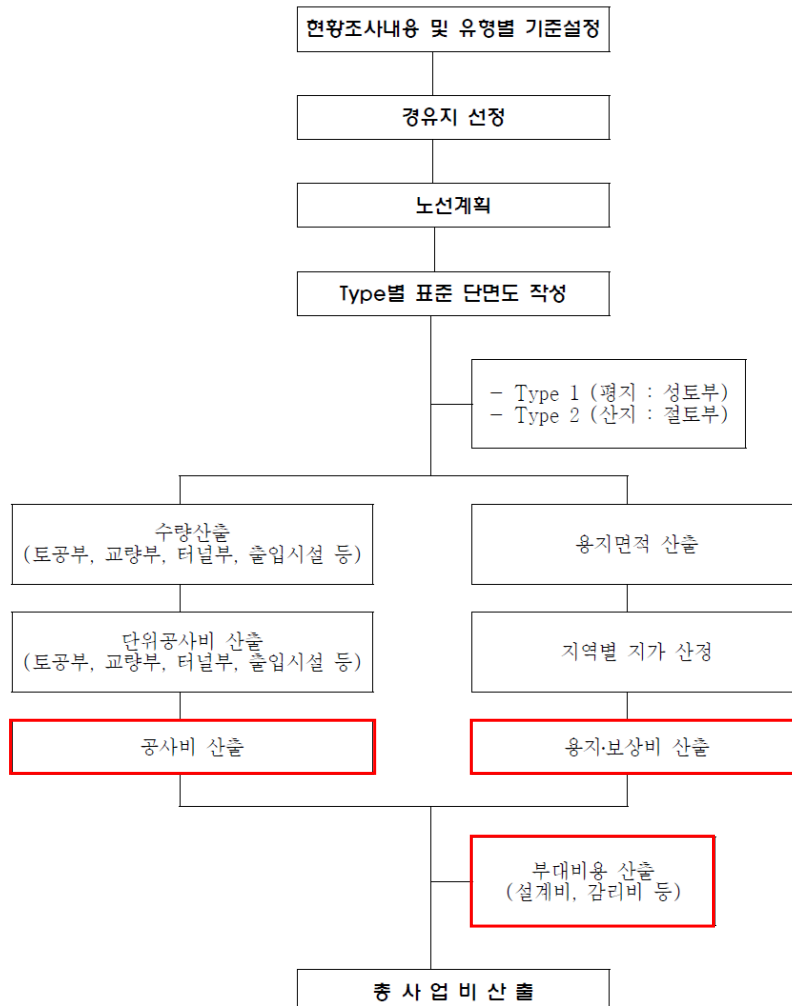 현황조사내용 및 유형별 기준설정
경유지 선정
노선계획
Type별 표준 단면도 작성
- Type 1 (평지 : 성토부)
- Type 2 (산지 : 절토부)
수량산출
(토공부, 교량부, 터널부, 출입시설 등)
용지면적 산출
단위공사비 산출
(토공부, 교량부, 터널부, 출입시설 등)
지역별 지가 산정
공사비 산출
용지·보상비 산출
부대비용 산출
(설계비, 감리비 등)
총 사 업 비 산 출